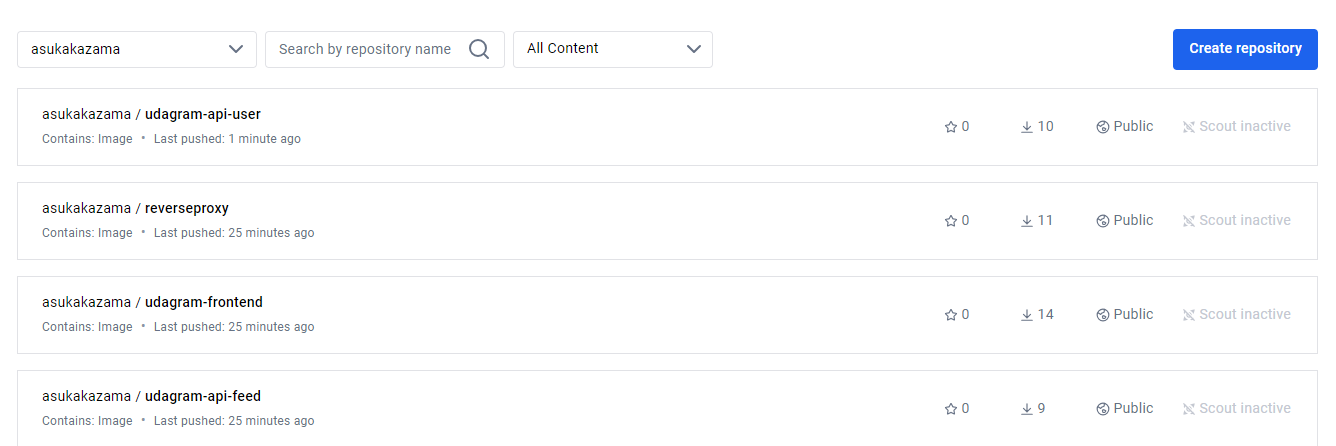 asukakazama Search by repository name All Content Create repository
asukakazama / udagram-api-user
Contains: Image • Last pushed: 1 minute ago
0 10 Public Scout inactive
asukakazama / reverseproxy
Contains: Image • Last pushed: 25 minutes ago
0 11 Public Scout inactive
asukakazama / udagram-frontend
Contains: Image • Last pushed: 25 minutes ago
0 14 Public Scout inactive
asukakazama / udagram-api-feed
Contains: Image • Last pushed: 25 minutes ago
0 9 Public Scout inactive